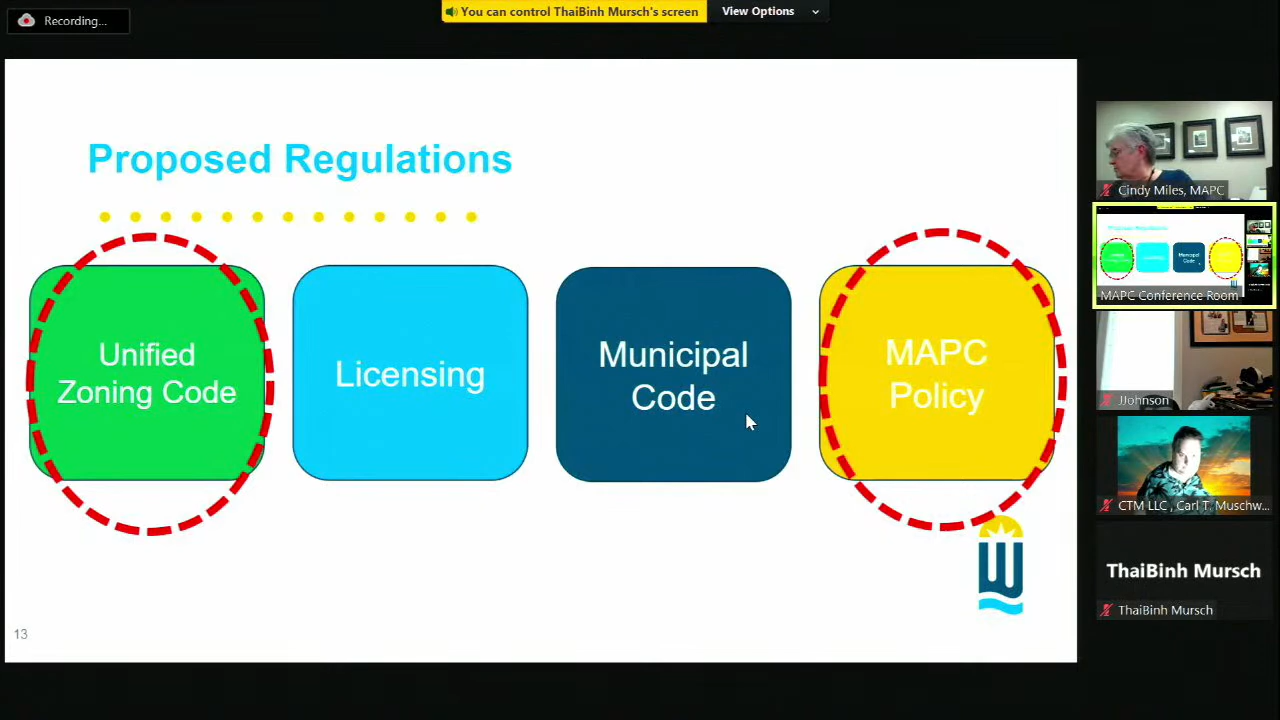 Recording...
You can control ThaiBinh Mursch's screen
View Options
Proposed Regulations
Unified
Zoning Code
Licensing
Municipal
Code
MAPC
Policy
13
Cindy Miles, MAPC
MAPC Conference Room
JJohnson
CTM LLC , Carl T. Muschw...
ThaiBinh Mursch
ThaiBinh Mursch